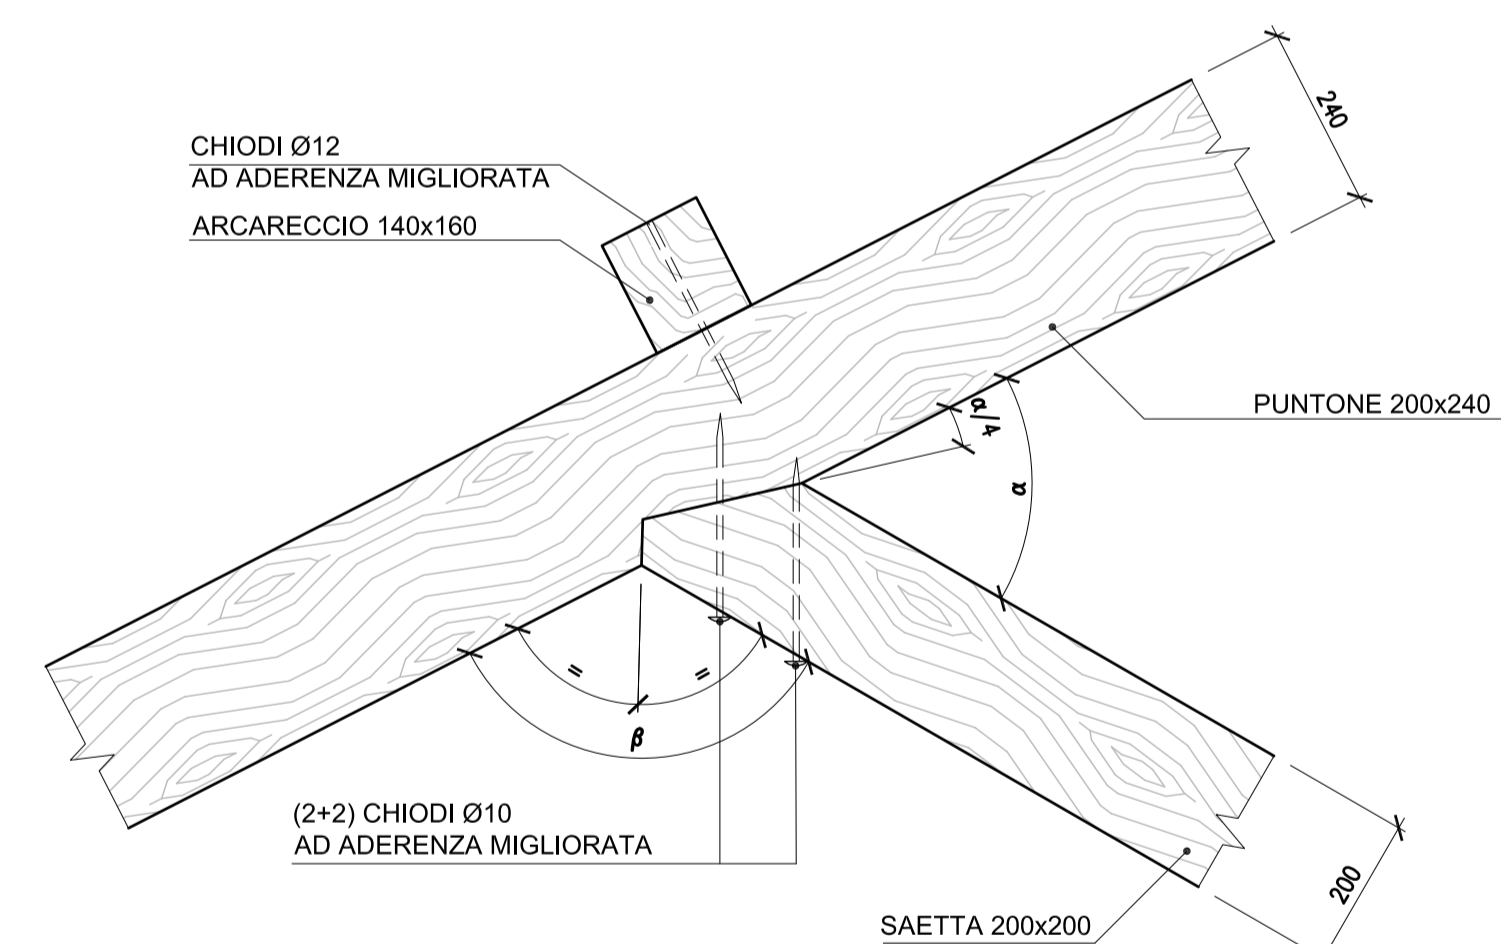 240
CHIODI Ø12
AD ADERENZA MIGLIORATA
ARCARECCIO 140x160
PUNTONE 200x240
α/4
α
=
=
β
(2+2) CHIODI Ø10
AD ADERENZA MIGLIORATA
200
SAETTA 200x200